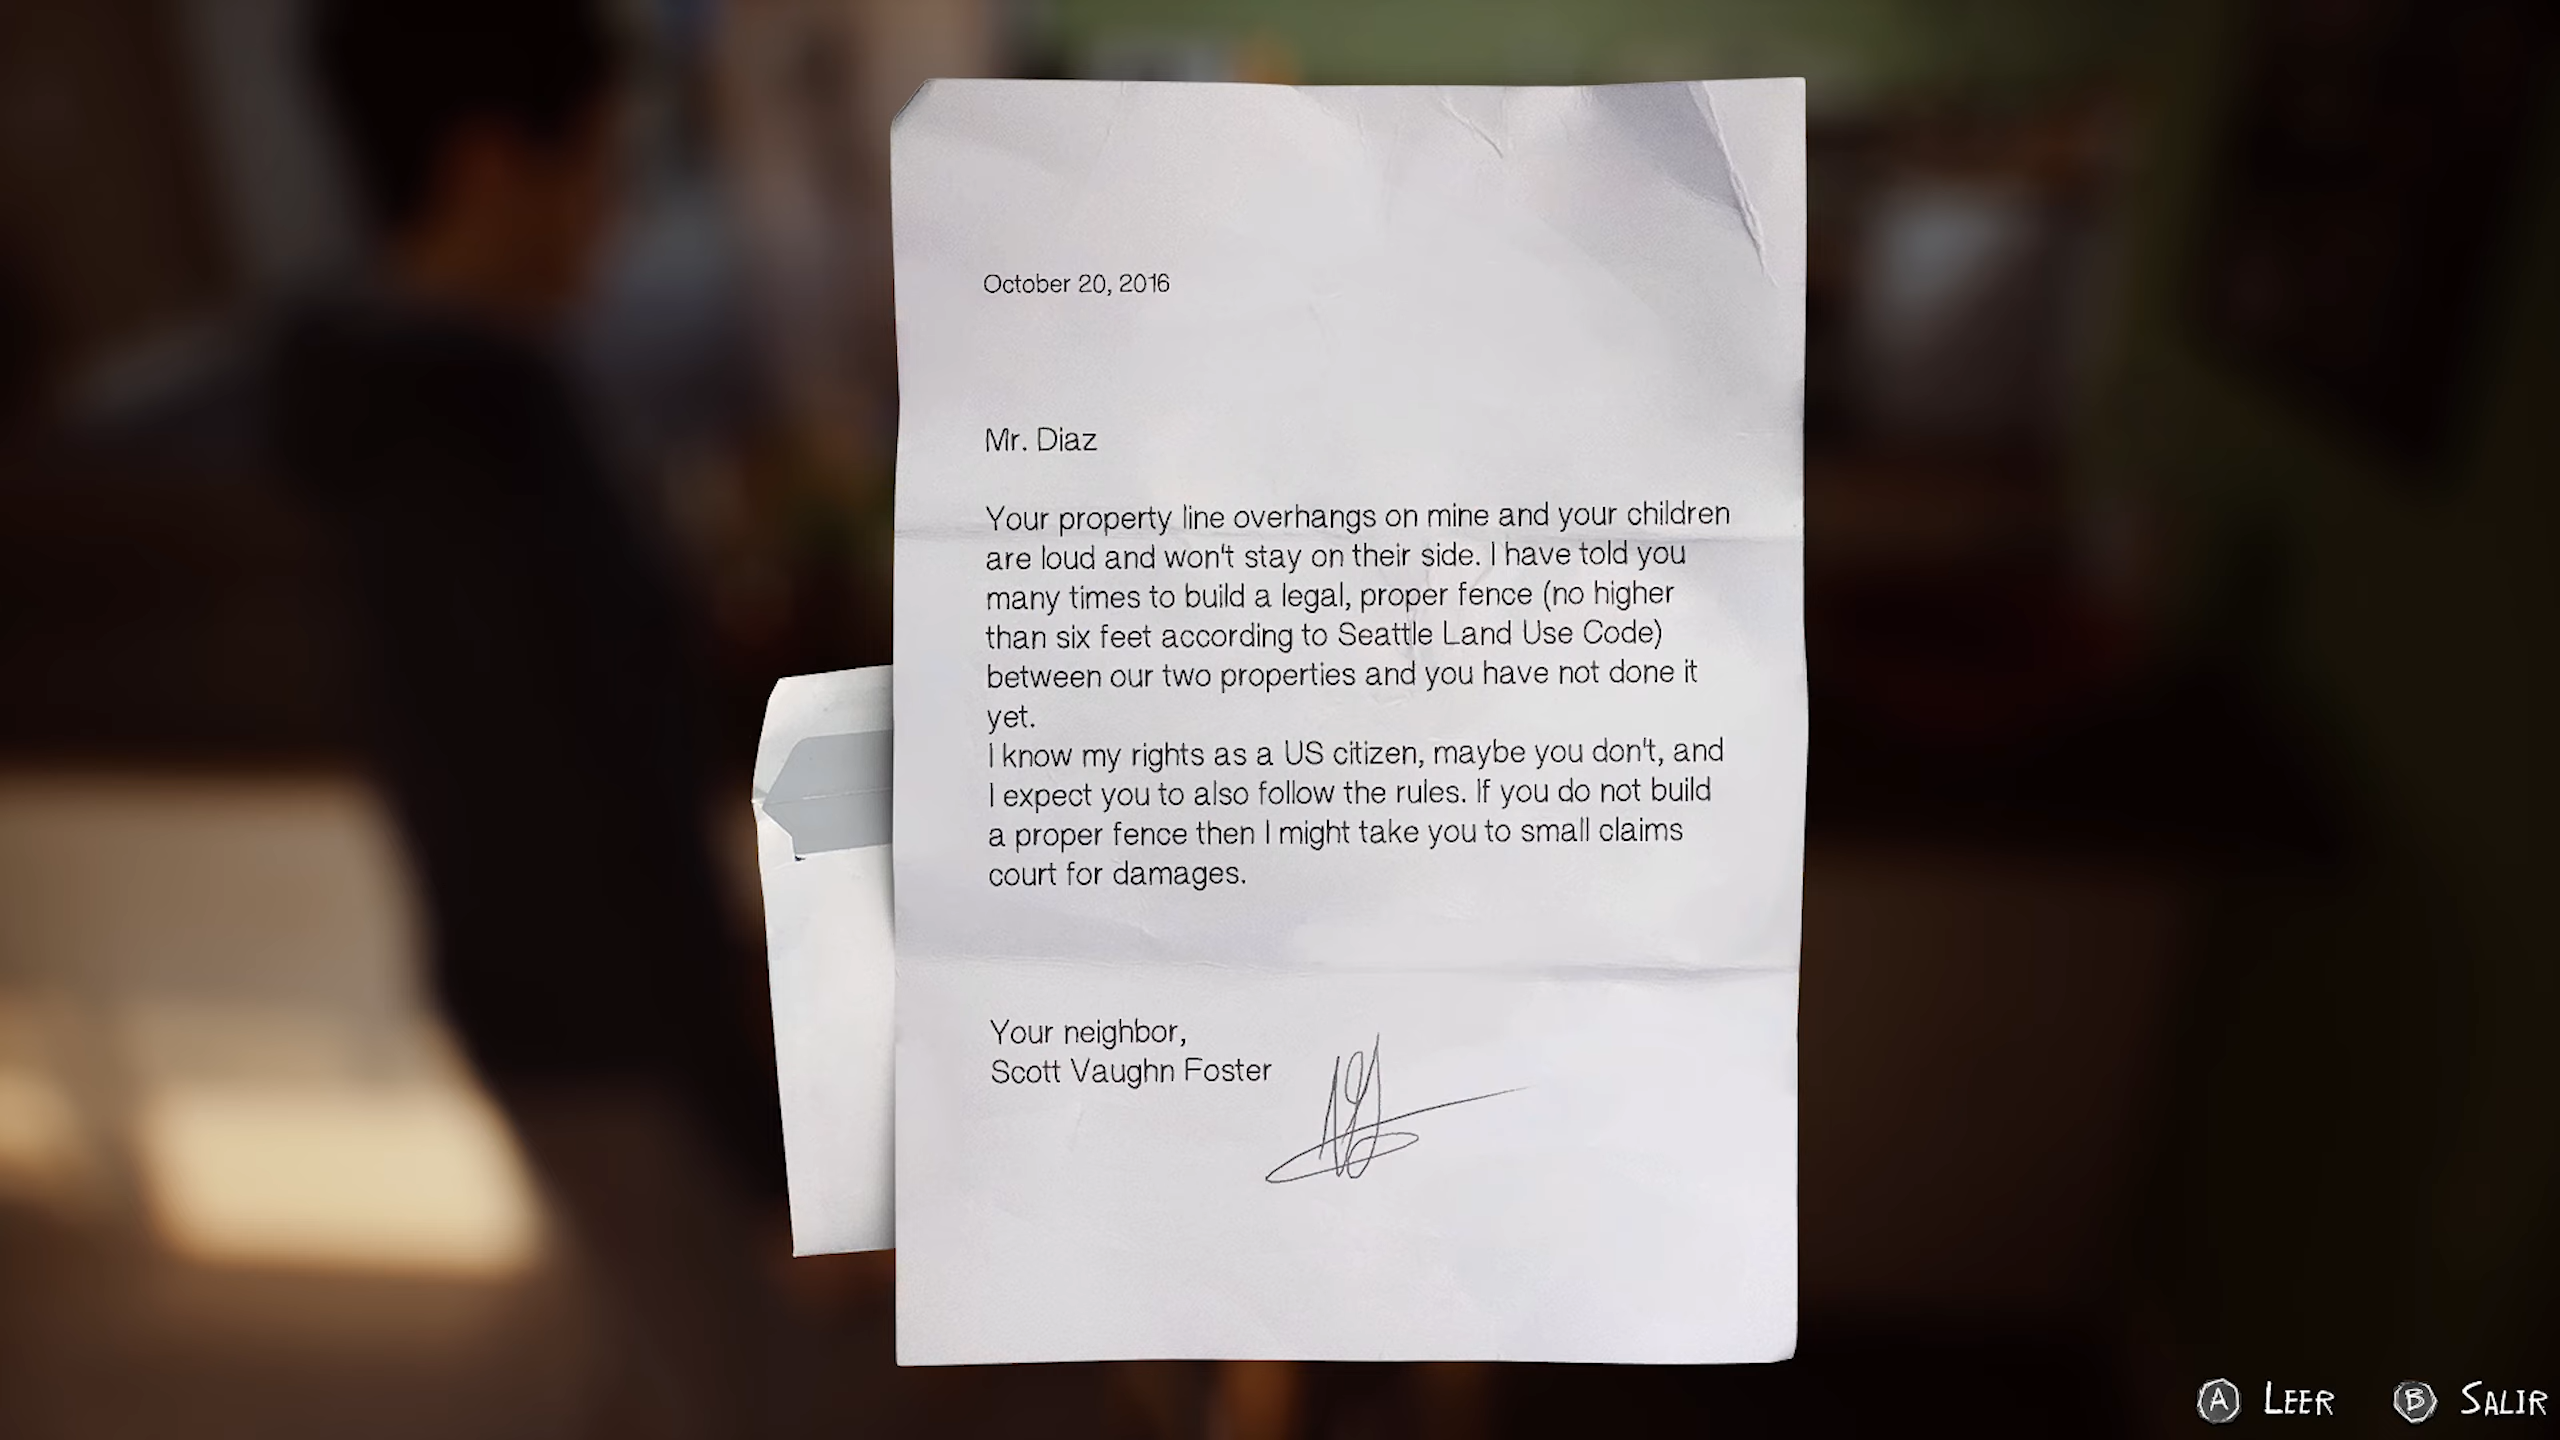 October 20, 2016
Mr. Diaz
Your property line overhangs on mine and your children
are loud and won't stay on their side. I have told you
many times to build a legal, proper fence (no higher
than six feet according to Seattle Land Use Code)
between our two properties and you have not done it
yet.
I know my rights as a US citizen, maybe you don't, and
I expect you to also follow the rules. If you do not build
a proper fence then I might take you to small claims
court for damages.
Your neighbor,
Scott Vaughn Foster
A LEER B SALIR